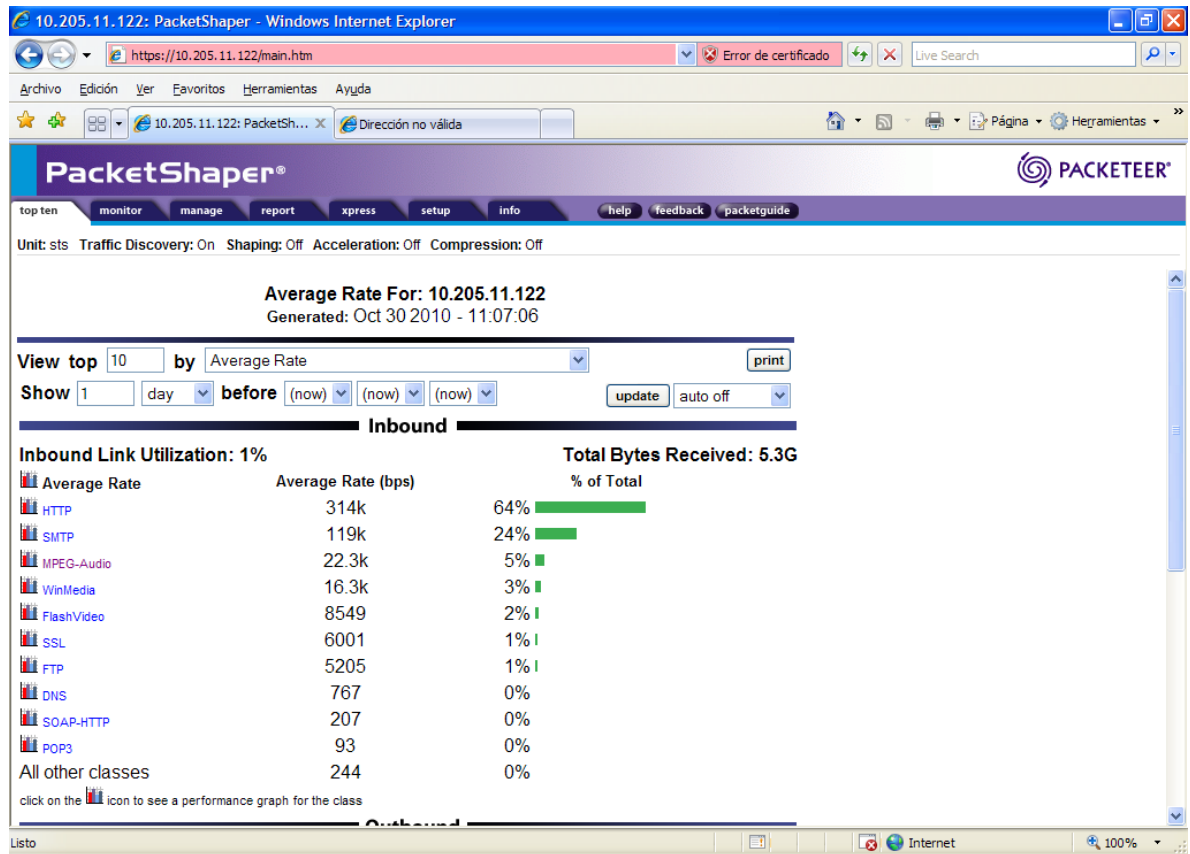 10.205.11.122: PacketShaper - Windows Internet Explorer
https://10.205.11.122/main.htm Error de certificado Live Search
Archivo Edición Ver Favoritos Herramientas Ayuda
10.205.11.122: PacketSh... X Dirección no válida Página Herramientas »
PacketShaper® PACKETEER®
top ten monitor manage report xpress setup info help feedback packetguide
Unit: sts Traffic Discovery: On Shaping: Off Acceleration: Off Compression: Off
Average Rate For: 10.205.11.122
Generated: Oct 30 2010 - 11:07:06
View top 10 by Average Rate print
Show 1 day before (now) (now) (now) update auto off
Inbound
Inbound Link Utilization: 1% Total Bytes Received: 5.3G
Average Rate Average Rate (bps) % of Total
HTTP 314k 64%
SMTP 119k 24%
MPEG-Audio 22.3k 5%
WinMedia 16.3k 3%
FlashVideo 8549 2%
SSL 6001 1%
FTP 5205 1%
DNS 767 0%
SOAP-HTTP 207 0%
POP3 93 0%
All other classes 244 0%
click on the icon to see a performance graph for the class
Outbound
Listo Internet 100%